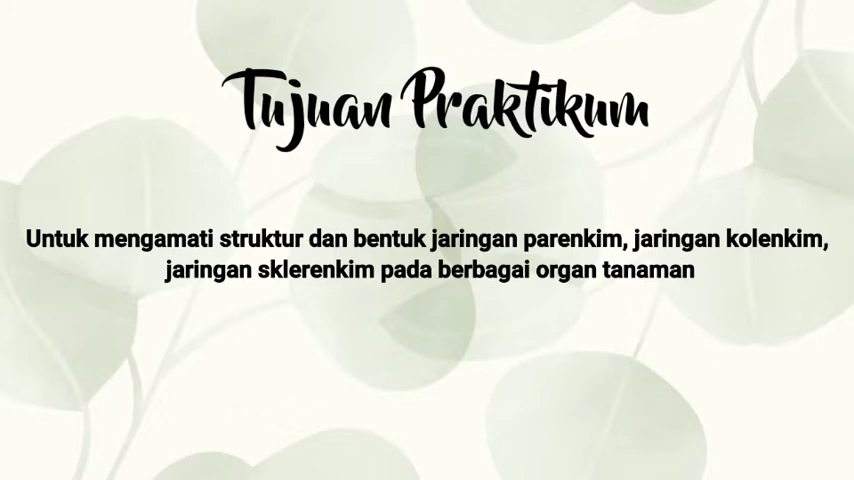 Tujuan Praktikum
Untuk mengamati struktur dan bentuk jaringan parenkim, jaringan kolenkim,
jaringan sklerenkim pada berbagai organ tanaman